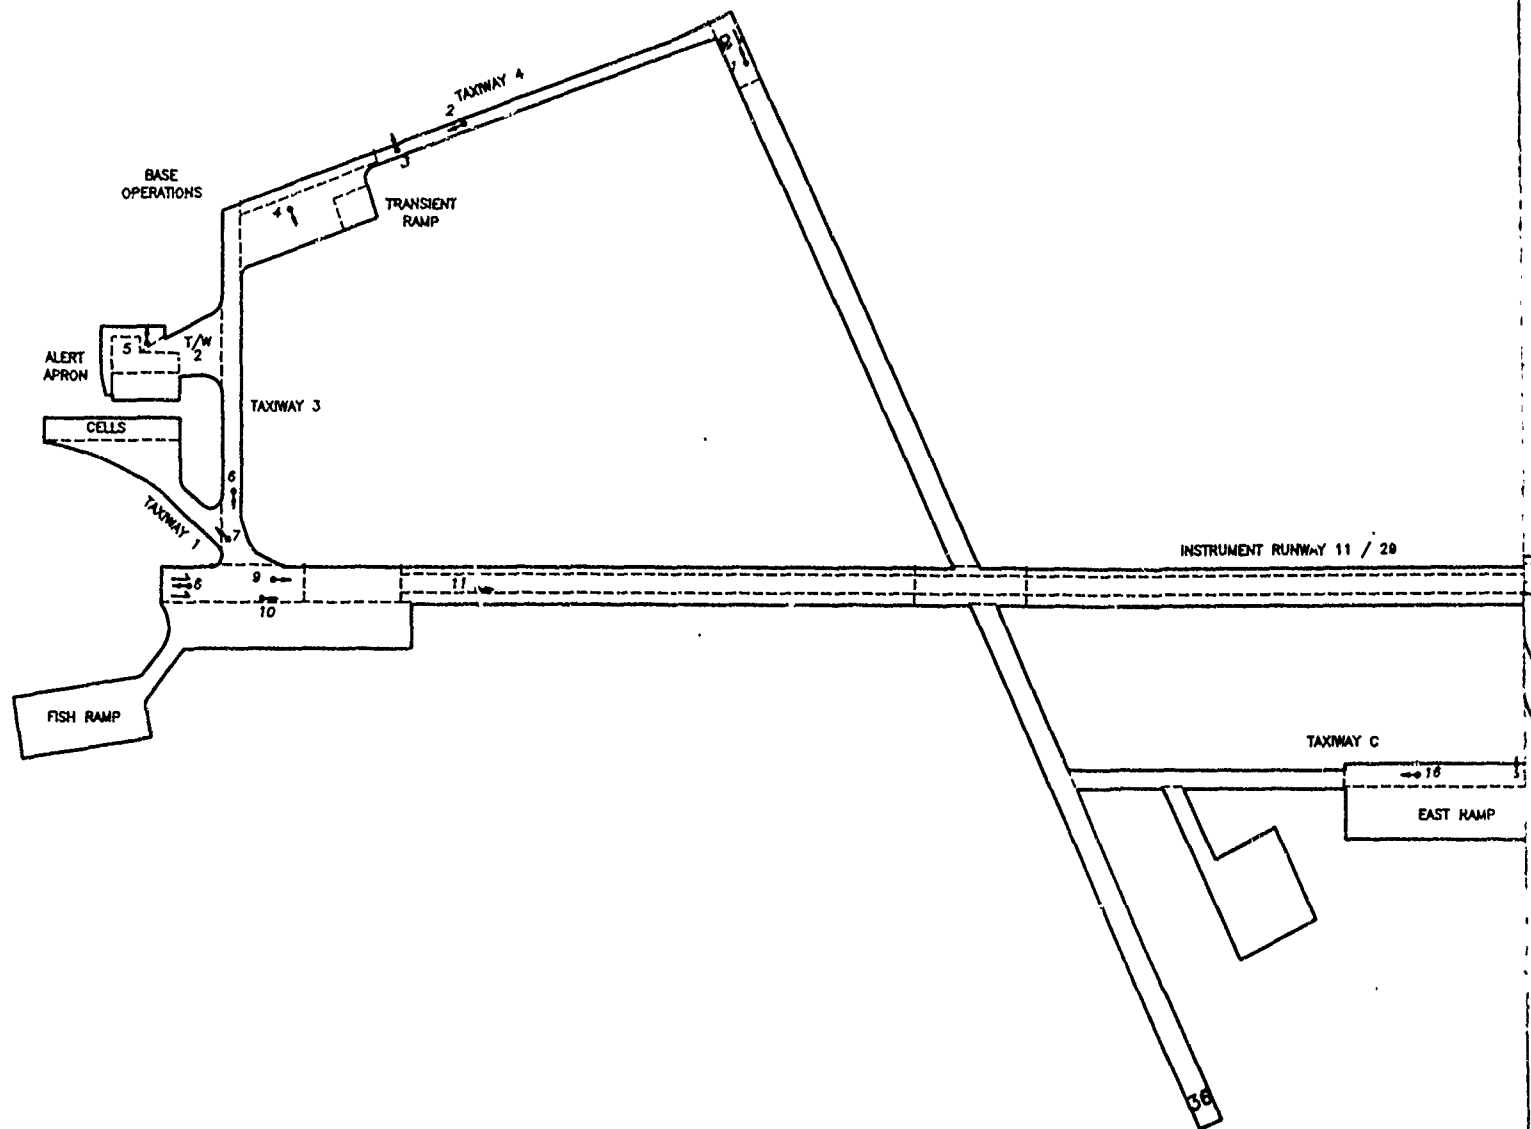 TAXIWAY 4
1
2
3
BASE
OPERATIONS
4
TRANSIENT
RAMP
5
T/W
2
ALERT
APRON
TAXIWAY 3
CELLS
6
TAXIWAY 1
7
INSTRUMENT RUNWAY 11 / 29
8
9
10
11
FISH RAMP
TAXIWAY C
16
EAST RAMP
36